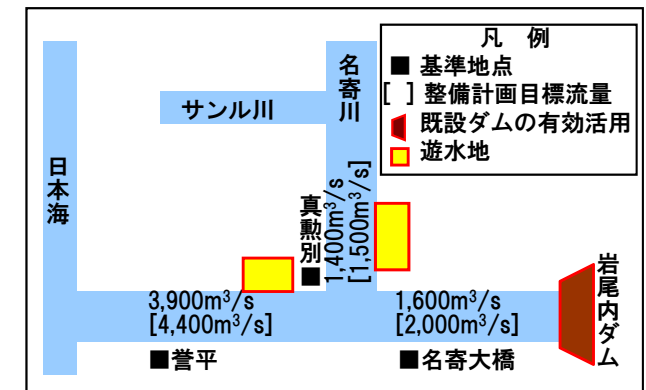 凡 例
■ 基準地点
[ ] 整備計画目標流量
既設ダムの有効活用
遊水地
名寄川
サンル川
日本海
真勲別
■
1,400m³/s
[1,500m³/s]
3,900m³/s
[4,400m³/s]
■誉平
1,600m³/s
[2,000m³/s]
■名寄大橋
岩尾内ダム